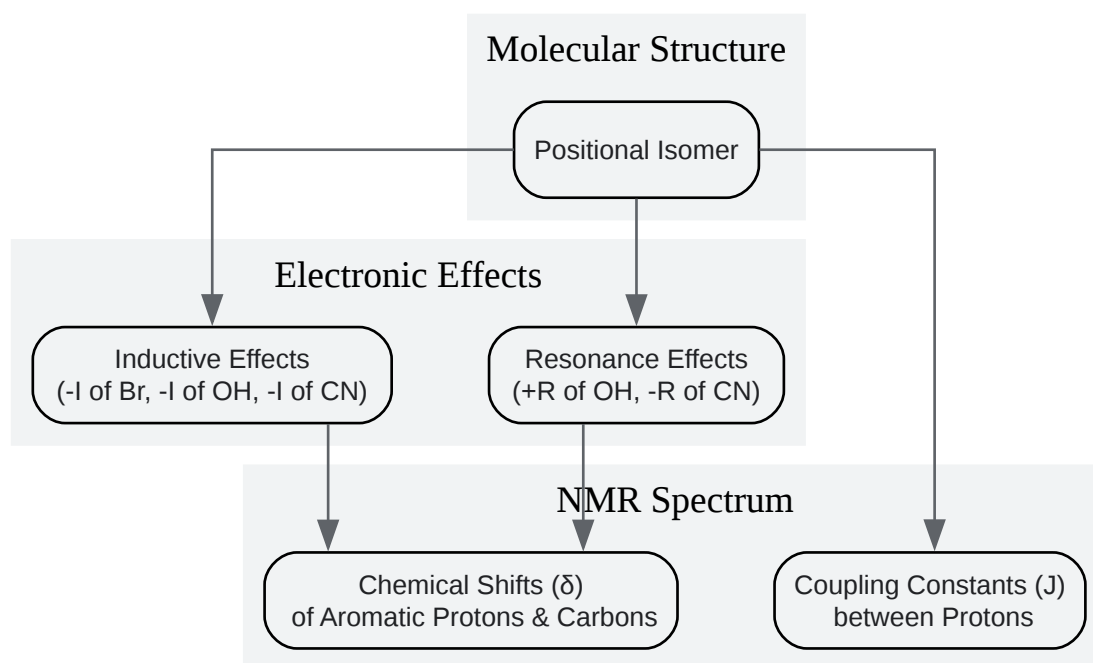 Molecular Structure
Positional Isomer
Electronic Effects
Inductive Effects
(-I of Br, -I of OH, -I of CN)
Resonance Effects
(+R of OH, -R of CN)
NMR Spectrum
Chemical Shifts (δ)
of Aromatic Protons & Carbons
Coupling Constants (J)
between Protons